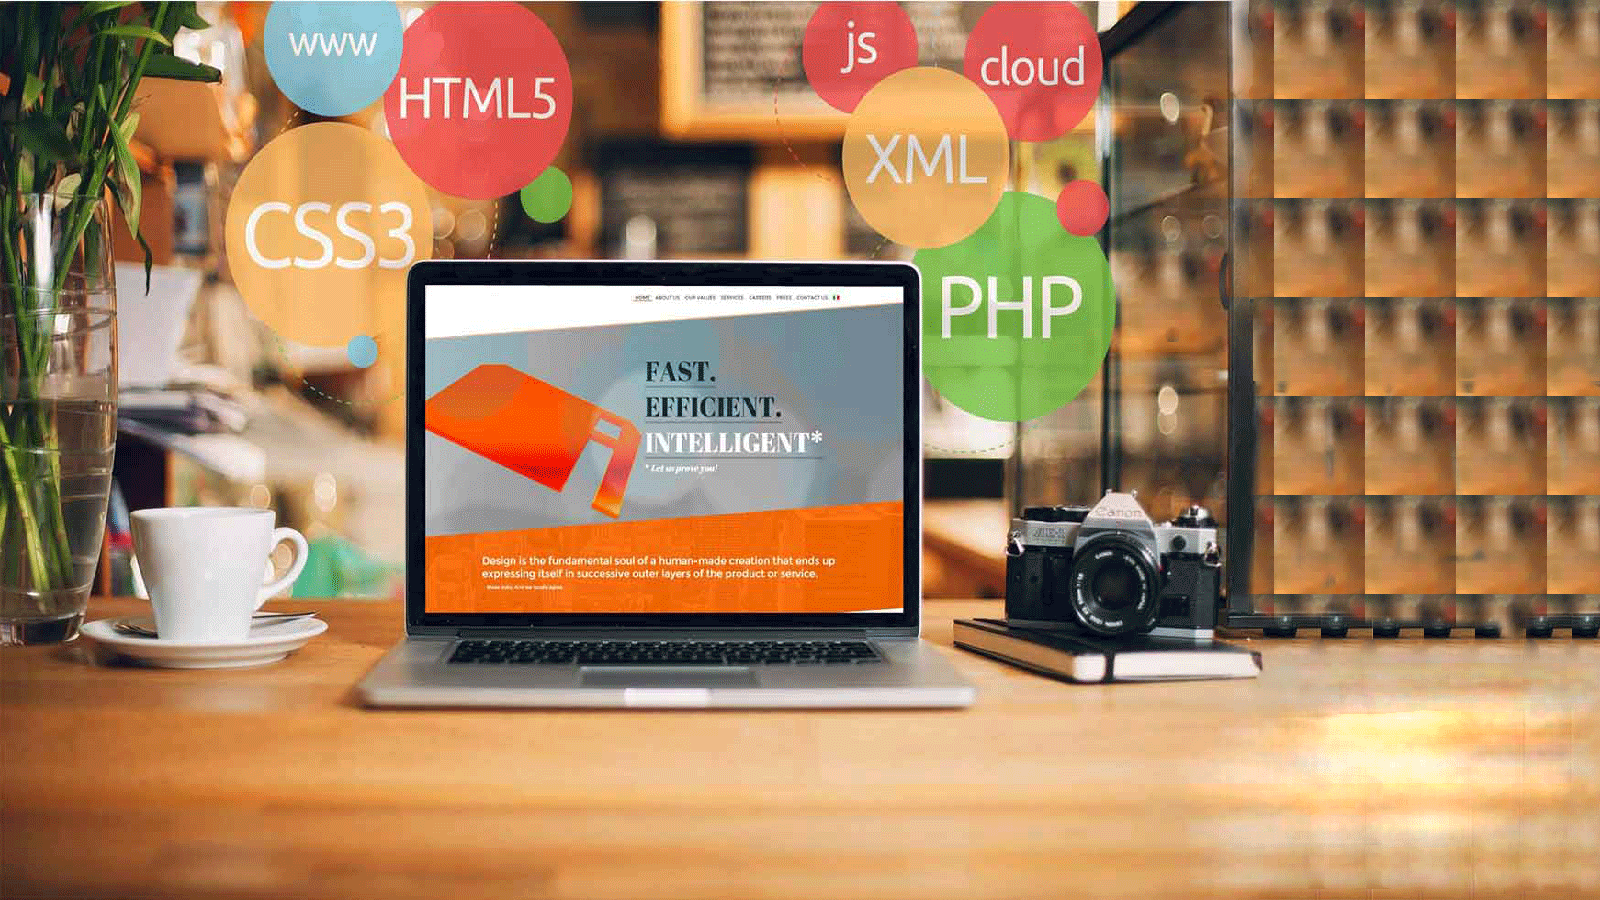 www
HTML5
CSS3
js
cloud
XML
PHP
HOME ABOUT US OUR VALUES SERVICES CAREERS PRESS CONTACT US
FAST.
EFFICIENT.
INTELLIGENT*
* Let us prove you!
Design is the fundamental soul of a human-made creation that ends up
expressing itself in successive outer layers of the product or service.
Canon